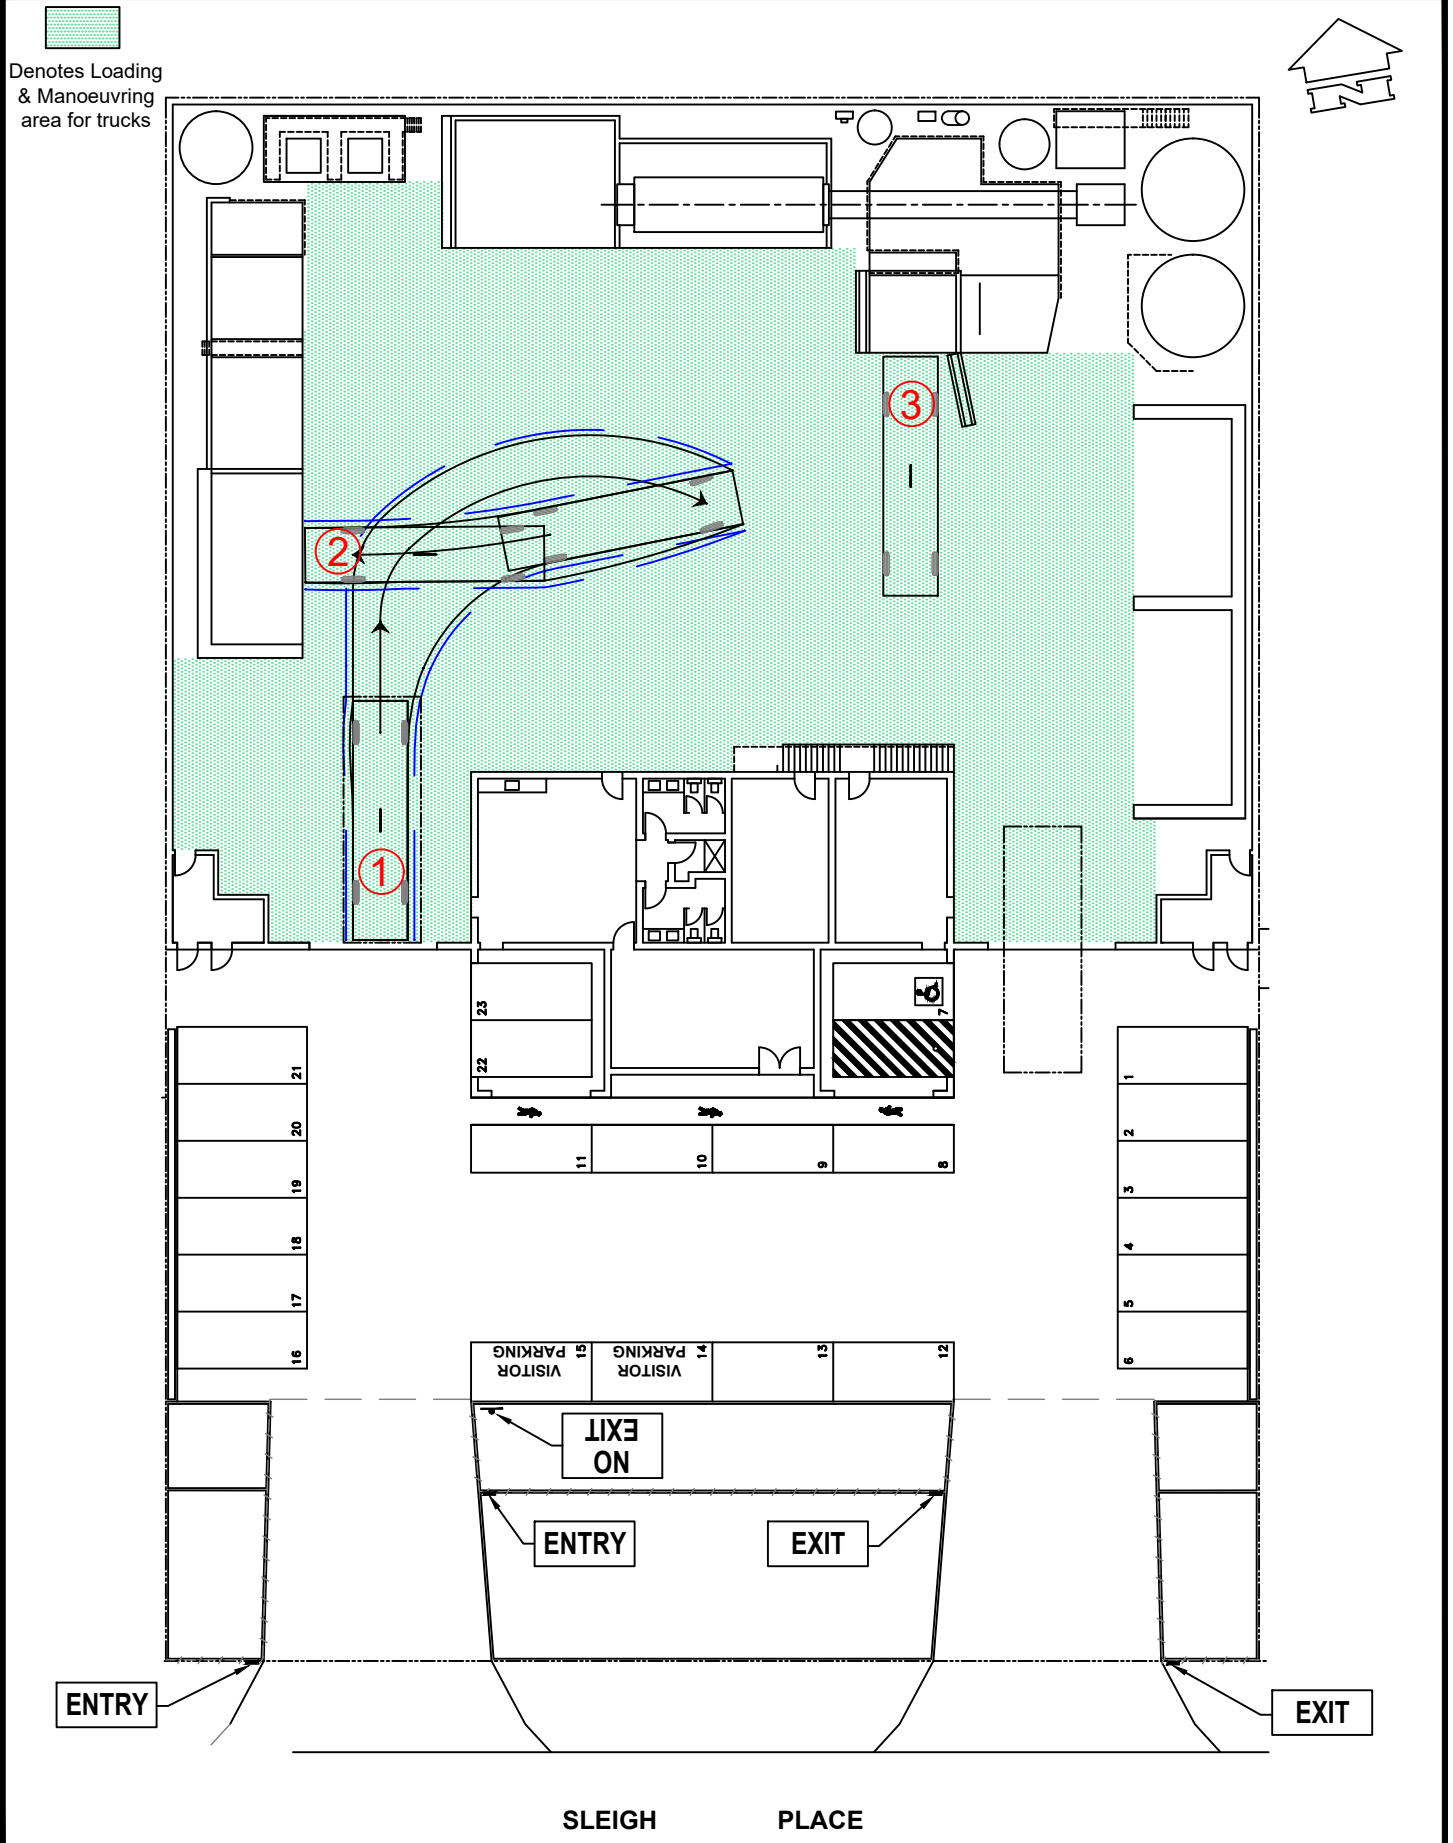 Denotes Loading
& Manoeuvring
area for trucks
N
3
2
1
23
22
7
21
20
19
18
17
16
1
2
3
4
5
6
11
10
9
8
VISITOR
PARKING
15
VISITOR
PARKING
14
13
12
NO
EXIT
ENTRY
EXIT
ENTRY
EXIT
SLEIGH PLACE